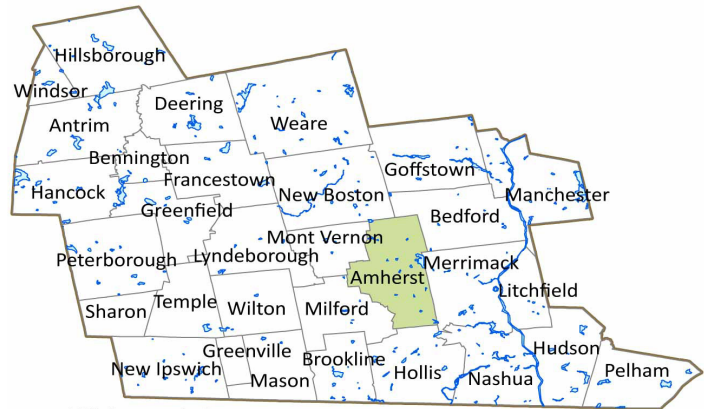 Hillsborough
Windsor
Deering
Antrim
Weare
Bennington
Goffstown
Francestown
Hancock
New Boston
Manchester
Greenfield
Bedford
Mont Vernon
Peterborough
Lyndeborough
Merrimack
Amherst
Litchfield
Temple
Sharon
Wilton
Milford
Greenville
Hudson
Brookline
New Ipswich
Pelham
Hollis
Mason
Nashua